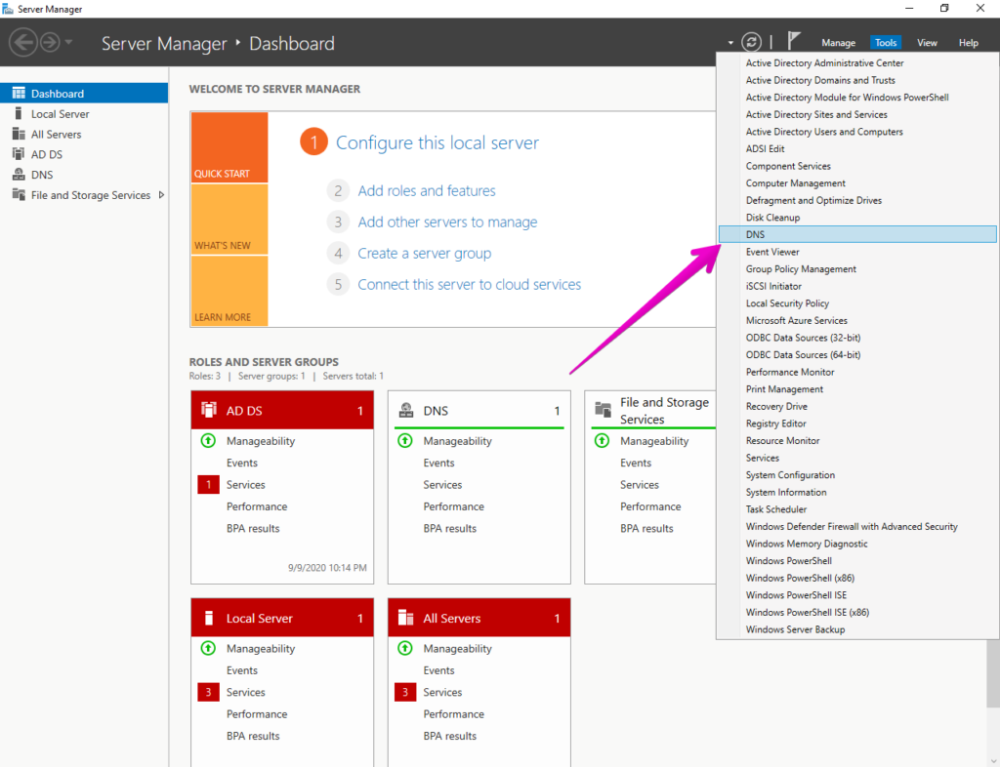 Server Manager
Server Manager ‣ Dashboard
Manage Tools View Help
Dashboard
Local Server
All Servers
AD DS
DNS
File and Storage Services
WELCOME TO SERVER MANAGER
QUICK START
WHAT'S NEW
LEARN MORE
1 Configure this local server
2 Add roles and features
3 Add other servers to manage
4 Create a server group
5 Connect this server to cloud services
ROLES AND SERVER GROUPS
Roles: 3 | Server groups: 1 | Servers total: 1
AD DS 1
Manageability
Events
1 Services
Performance
BPA results
9/9/2020 10:14 PM
DNS 1
Manageability
Events
Services
Performance
BPA results
File and Storage
Services
Manageability
Events
Services
Performance
BPA results
Local Server 1
Manageability
Events
3 Services
Performance
BPA results
All Servers 1
Manageability
Events
3 Services
Performance
BPA results
Active Directory Administrative Center
Active Directory Domains and Trusts
Active Directory Module for Windows PowerShell
Active Directory Sites and Services
Active Directory Users and Computers
ADSI Edit
Component Services
Computer Management
Defragment and Optimize Drives
Disk Cleanup
DNS
Event Viewer
Group Policy Management
iSCSI Initiator
Local Security Policy
Microsoft Azure Services
ODBC Data Sources (32-bit)
ODBC Data Sources (64-bit)
Performance Monitor
Print Management
Recovery Drive
Registry Editor
Resource Monitor
Services
System Configuration
System Information
Task Scheduler
Windows Defender Firewall with Advanced Security
Windows Memory Diagnostic
Windows PowerShell
Windows PowerShell (x86)
Windows PowerShell ISE
Windows PowerShell ISE (x86)
Windows Server Backup